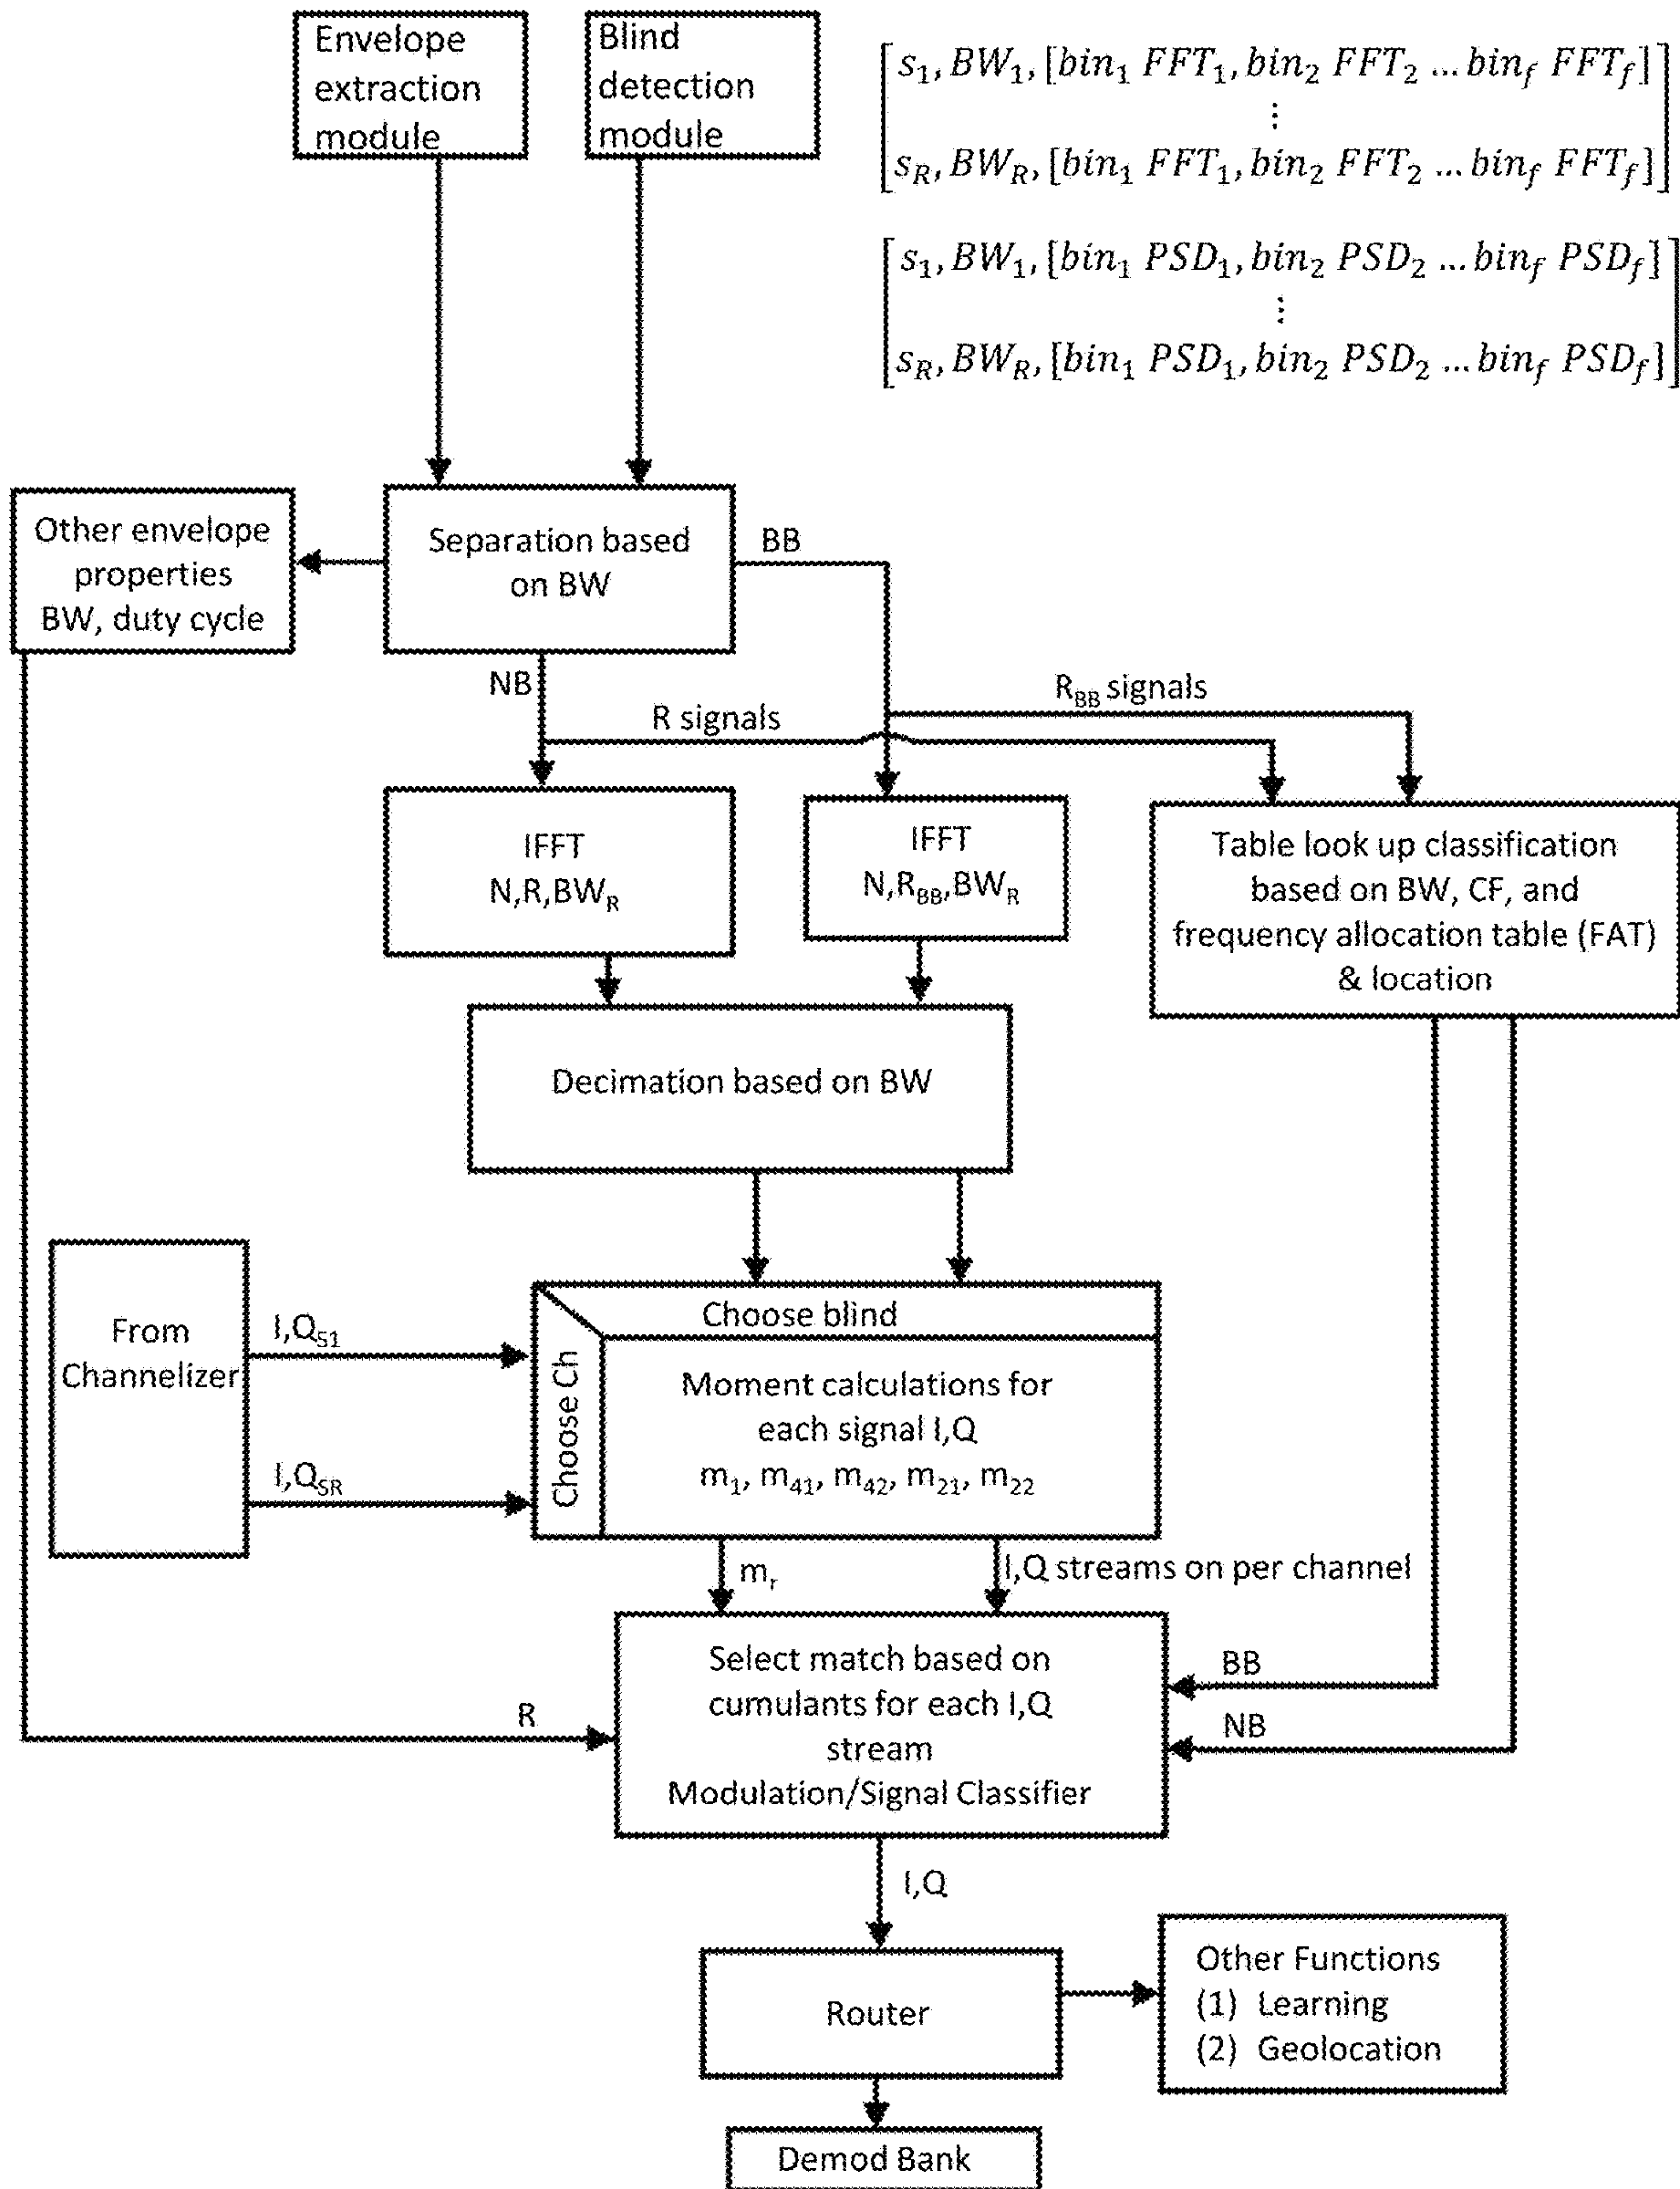 Envelope
extraction
module
Blind
detection
module
[s₁, BW₁, [bin₁ FFT₁, bin₂ FFT₂ ... bin_f FFT_f]
⋮
s_R, BW_R, [bin₁ FFT₁, bin₂ FFT₂ ... bin_f FFT_f]]
[s₁, BW₁, [bin₁ PSD₁, bin₂ PSD₂ ... bin_f PSD_f]
⋮
s_R, BW_R, [bin₁ PSD₁, bin₂ PSD₂ ... bin_f PSD_f]]
Other envelope
properties
BW, duty cycle
Separation based
on BW
BB
NB
R signals
R_BB signals
IFFT
N,R,BW_R
IFFT
N,R_BB,BW_R
Table look up classification
based on BW, CF, and
frequency allocation table (FAT)
& location
Decimation based on BW
From
Channelizer
I,Q_S1
I,Q_SR
Choose blind
Choose Ch
Moment calculations for
each signal I,Q
m₁, m₄₁, m₄₂, m₂₁, m₂₂
m_r
I,Q streams on per channel
Select match based on
cumulants for each I,Q
stream
Modulation/Signal Classifier
BB
NB
R
I,Q
Router
Other Functions
(1) Learning
(2) Geolocation
Demod Bank